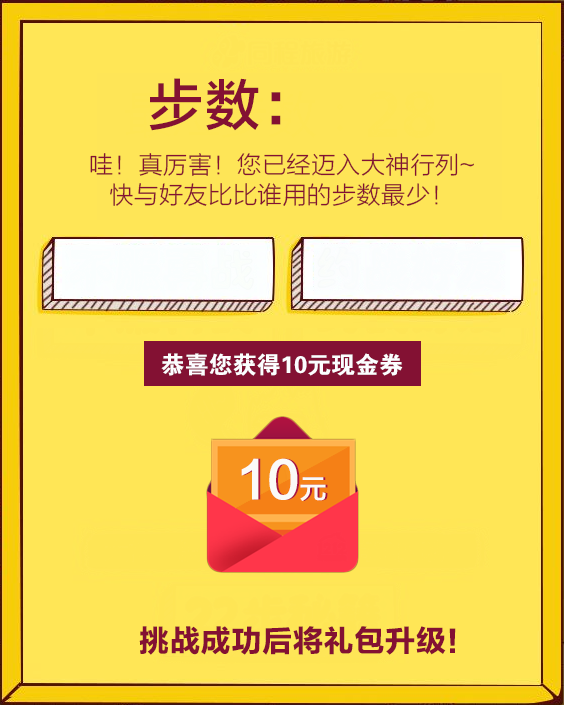 步数：
哇！真厉害！您已经迈入大神行列~
快与好友比比谁用的步数最少！
恭喜您获得10元现金券
10元
挑战成功后将礼包升级！